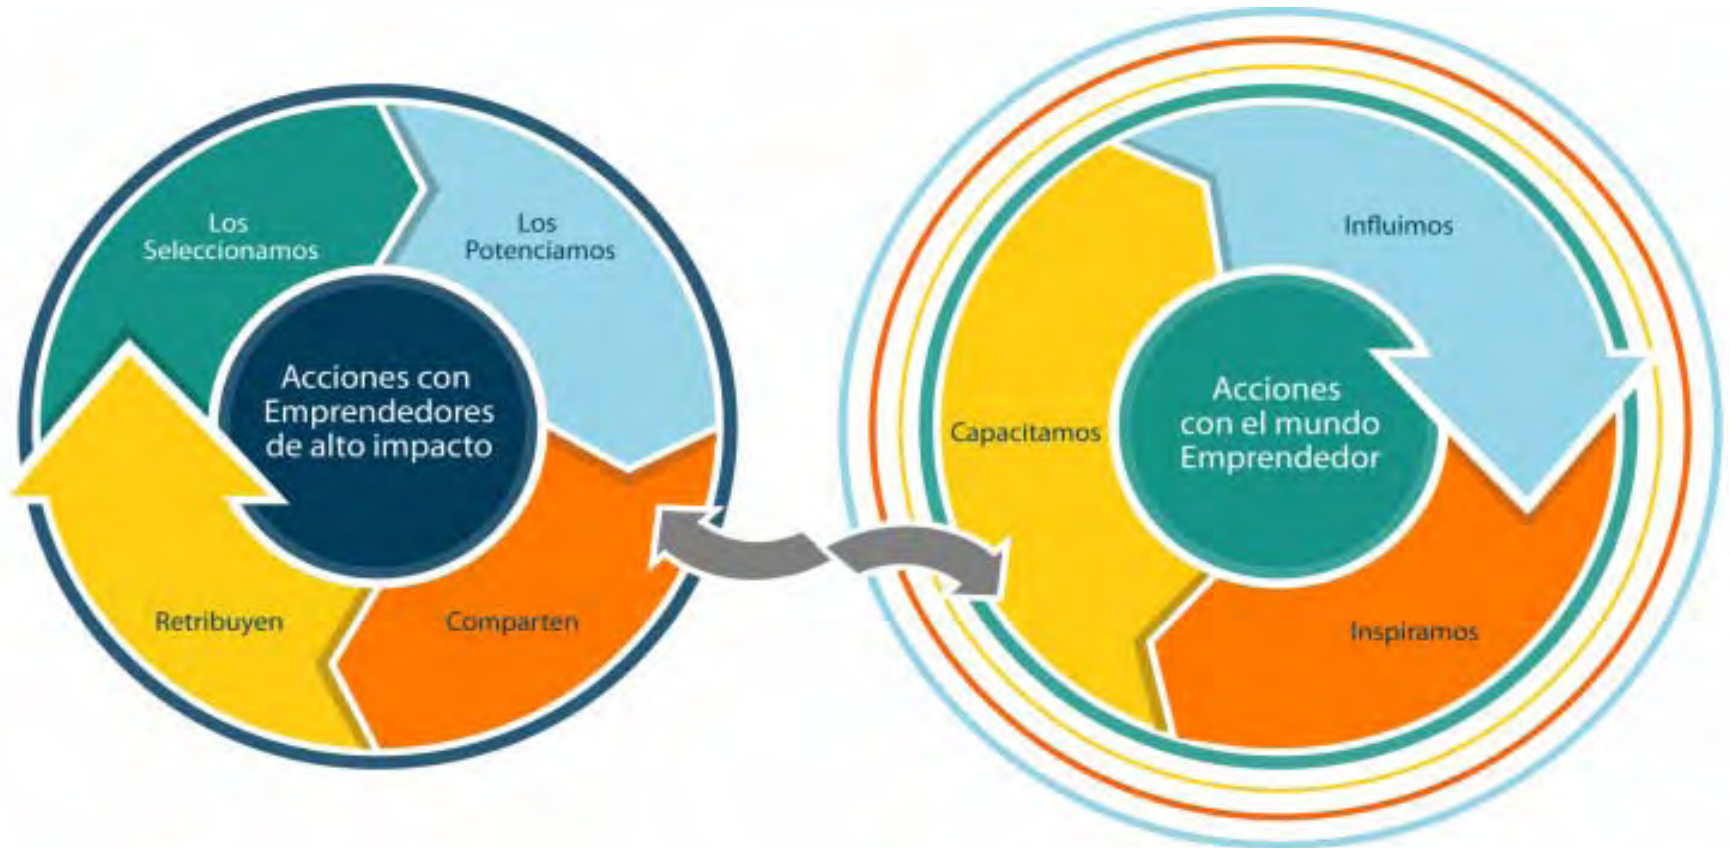 Los
Seleccionamos
Los
Potenciamos
Acciones con
Emprendedores
de alto impacto
Retribuyen
Comparten
Influimos
Capacitamos
Acciones
con el mundo
Emprendedor
Inspiramos